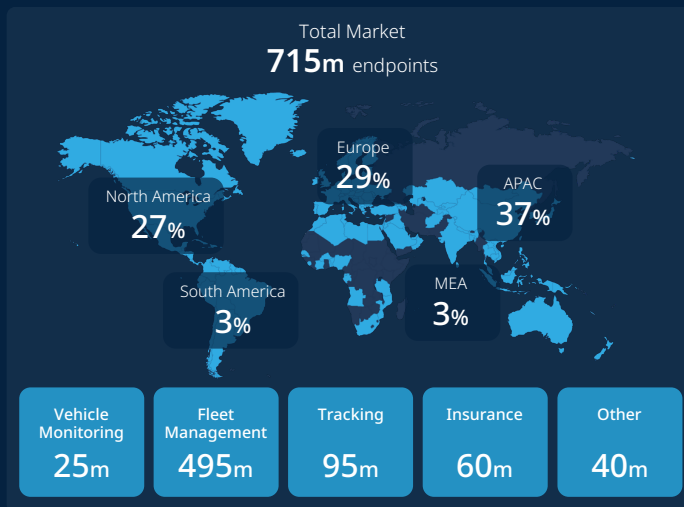 Total Market
715m endpoints
Europe
29%
APAC
37%
North America
27%
MEA
3%
South America
3%
Vehicle
Monitoring
25m
Fleet
Management
495m
Tracking
95m
Insurance
60m
Other
40m